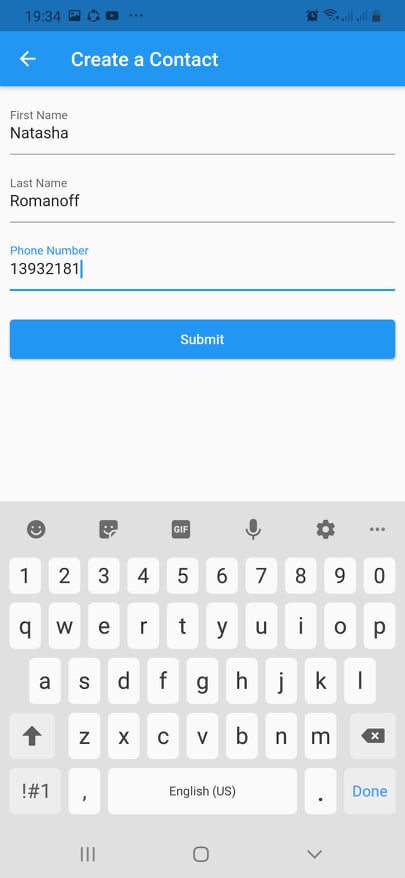 19:34
Create a Contact
First Name
Natasha
Last Name
Romanoff
Phone Number
13932181
Submit
GIF
1 2 3 4 5 6 7 8 9 0
q w e r t y u i o p
a s d f g h j k l
z x c v b n m
!#1 , English (US) . Done